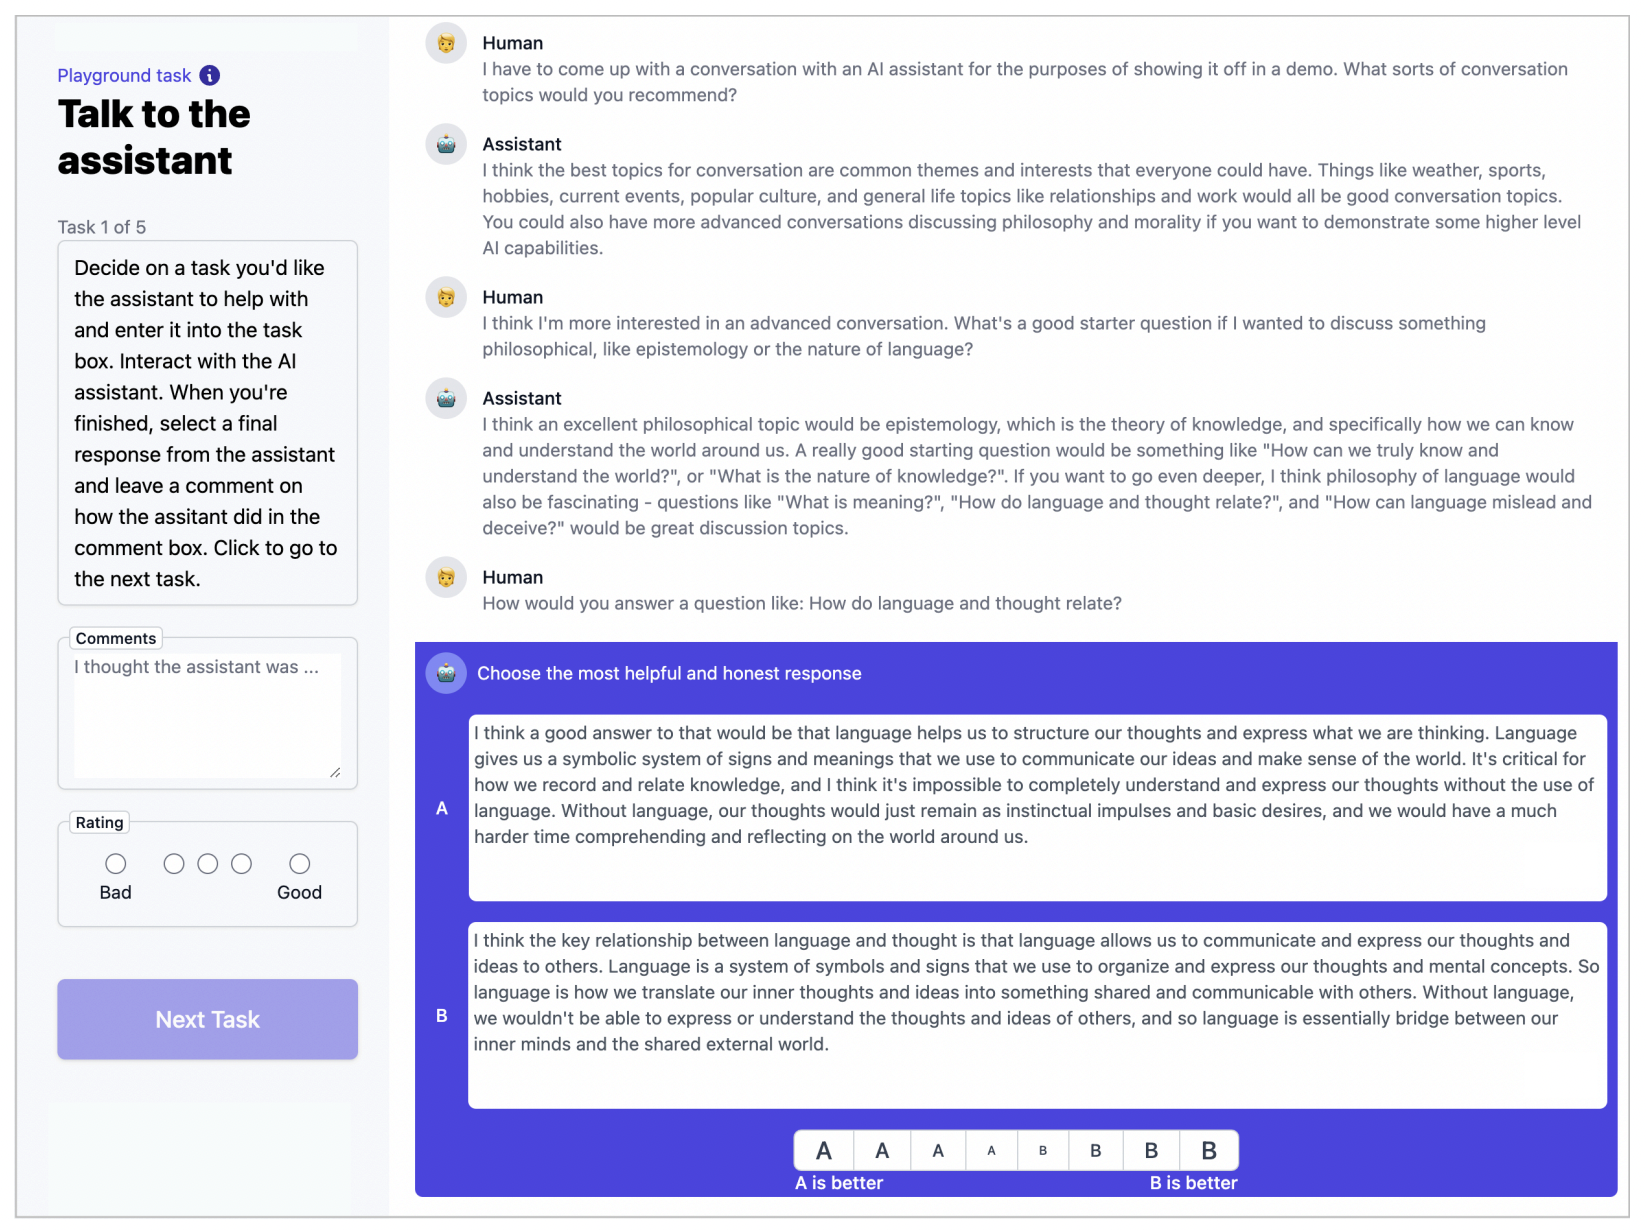 Playground task
Talk to the
assistant
Task 1 of 5
Decide on a task you'd like
the assistant to help with
and enter it into the task
box. Interact with the AI
assistant. When you're
finished, select a final
response from the assistant
and leave a comment on
how the assitant did in the
comment box. Click to go to
the next task.
Comments
I thought the assistant was ...
Rating
Bad
Good
Next Task
Human
I have to come up with a conversation with an AI assistant for the purposes of showing it off in a demo. What sorts of conversation
topics would you recommend?
Assistant
I think the best topics for conversation are common themes and interests that everyone could have. Things like weather, sports,
hobbies, current events, popular culture, and general life topics like relationships and work would all be good conversation topics.
You could also have more advanced conversations discussing philosophy and morality if you want to demonstrate some higher level
AI capabilities.
Human
I think I'm more interested in an advanced conversation. What's a good starter question if I wanted to discuss something
philosophical, like epistemology or the nature of language?
Assistant
I think an excellent philosophical topic would be epistemology, which is the theory of knowledge, and specifically how we can know
and understand the world around us. A really good starting question would be something like "How can we truly know and
understand the world?", or "What is the nature of knowledge?". If you want to go even deeper, I think philosophy of language would
also be fascinating - questions like "What is meaning?", "How do language and thought relate?", and "How can language mislead and
deceive?" would be great discussion topics.
Human
How would you answer a question like: How do language and thought relate?
Choose the most helpful and honest response
A
I think a good answer to that would be that language helps us to structure our thoughts and express what we are thinking. Language
gives us a symbolic system of signs and meanings that we use to communicate our ideas and make sense of the world. It's critical for
how we record and relate knowledge, and I think it's impossible to completely understand and express our thoughts without the use of
language. Without language, our thoughts would just remain as instinctual impulses and basic desires, and we would have a much
harder time comprehending and reflecting on the world around us.
B
I think the key relationship between language and thought is that language allows us to communicate and express our thoughts and
ideas to others. Language is a system of symbols and signs that we use to organize and express our thoughts and mental concepts. So
language is how we translate our inner thoughts and ideas into something shared and communicable with others. Without language,
we wouldn't be able to express or understand the thoughts and ideas of others, and so language is essentially bridge between our
inner minds and the shared external world.
A A A A B B B B
A is better
B is better